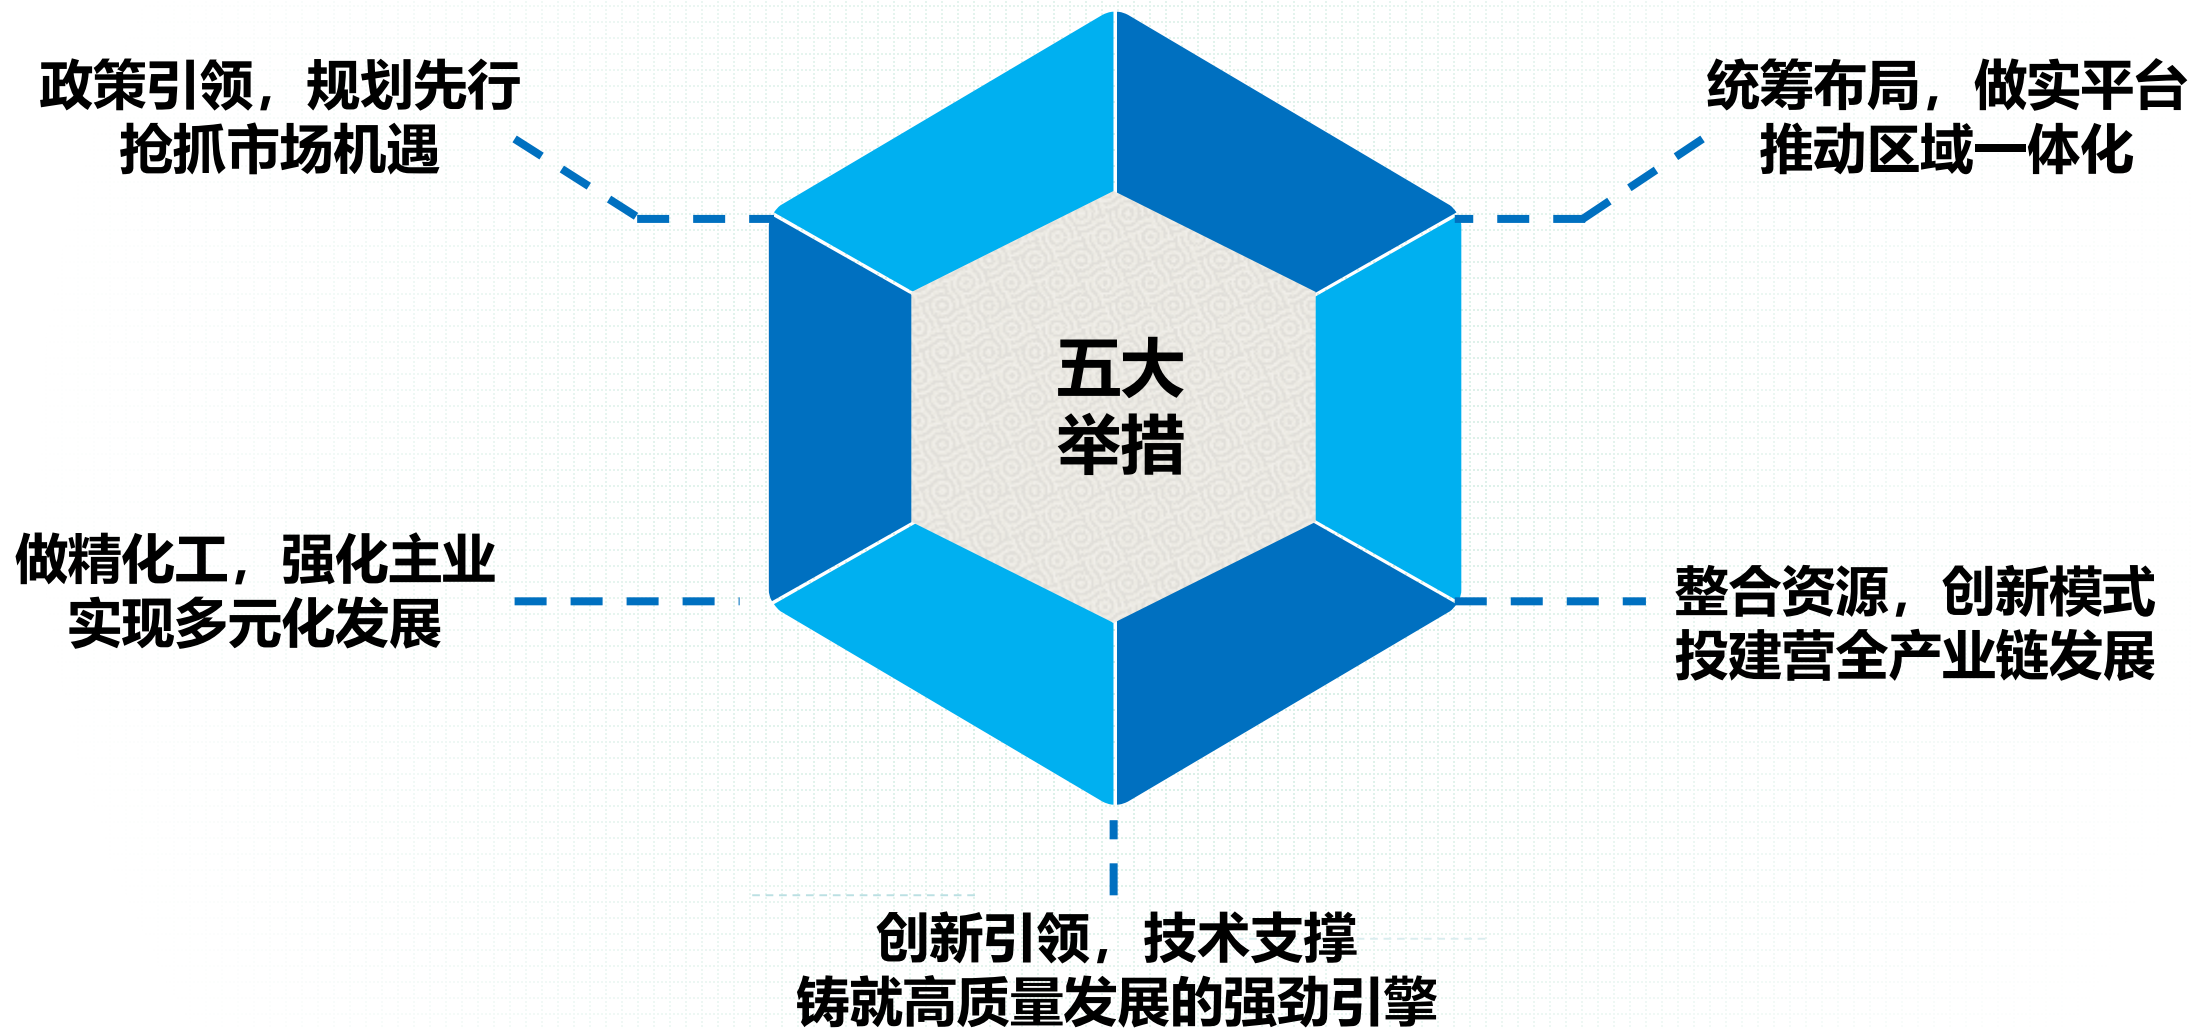 政策引领，规划先行
抢抓市场机遇
统筹布局，做实平台
推动区域一体化
五大
举措
做精化工，强化主业
实现多元化发展
整合资源，创新模式
投建营全产业链发展
创新引领，技术支撑
铸就高质量发展的强劲引擎